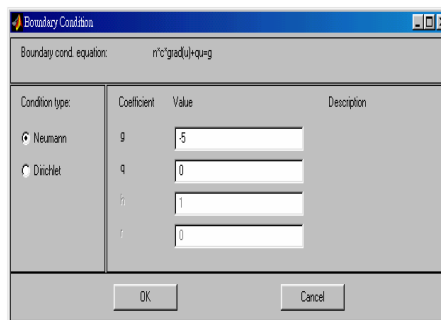 Boundary Condition
Boundary cond. equation: n*c*grad(u)+qu=g
Condition type: Coefficient Value Description
Neumann g -5
Dirichlet q 0
h 1
r 0
OK Cancel